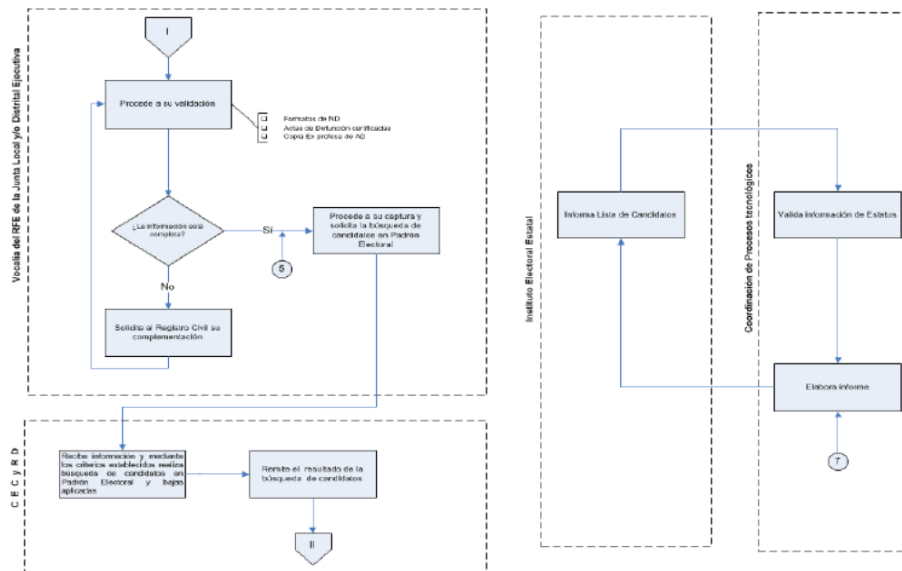 Vocalía del RFE de la Junta Local y/o Distrital Ejecutiva
I
Procede a su validación
Formatos de ND
Actas de Defunción certificadas
Copia Ex profesa de AD
¿La información está
completa?
Sí
5
Procede a su captura y
solicita la búsqueda de
candidatos en Padrón
Electoral
No
Solicita al Registro Civil su
complementación
C E C y R D
Recibe información y mediante
los criterios establecidos realiza
búsqueda de candidatos en
Padrón Electoral y bajas
aplicadas
Remite el resultado de la
búsqueda de candidatos
II
Instituto Electoral Estatal
Informa Lista de Candidatos
Coordinación de Procesos tecnológicos
Valida información de Estatus
Elabora informe
7